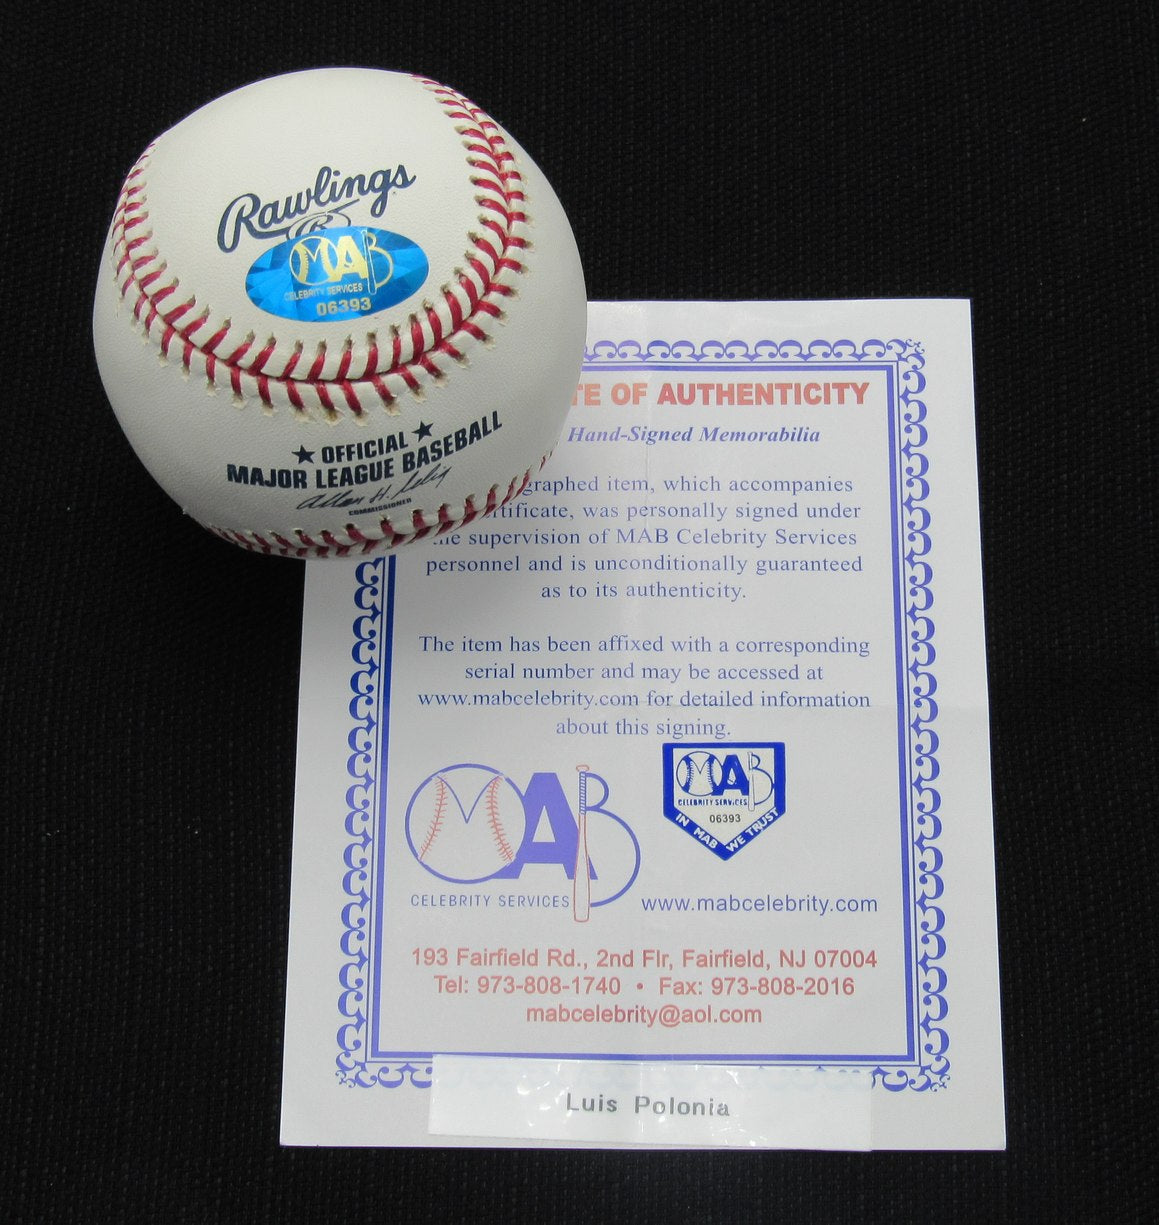 Rawlings
R
MAB
CELEBRITY SERVICES
06393
OFFICIAL
MAJOR LEAGUE BASEBALL
Allan H. Selig
COMMISSIONER
TE OF AUTHENTICITY
Hand-Signed Memorabilia
graphed item, which accompanies
rtificate, was personally signed under
the supervision of MAB Celebrity Services
personnel and is unconditionally guaranteed
as to its authenticity.
The item has been affixed with a corresponding
serial number and may be accessed at
www.mabcelebrity.com for detailed information
about this signing.
MAB
CELEBRITY SERVICES
06393
IN MAB WE TRUST
MAB
CELEBRITY SERVICES
www.mabcelebrity.com
193 Fairfield Rd., 2nd Flr, Fairfield, NJ 07004
Tel: 973-808-1740 • Fax: 973-808-2016
mabcelebrity@aol.com
Luis Polonia